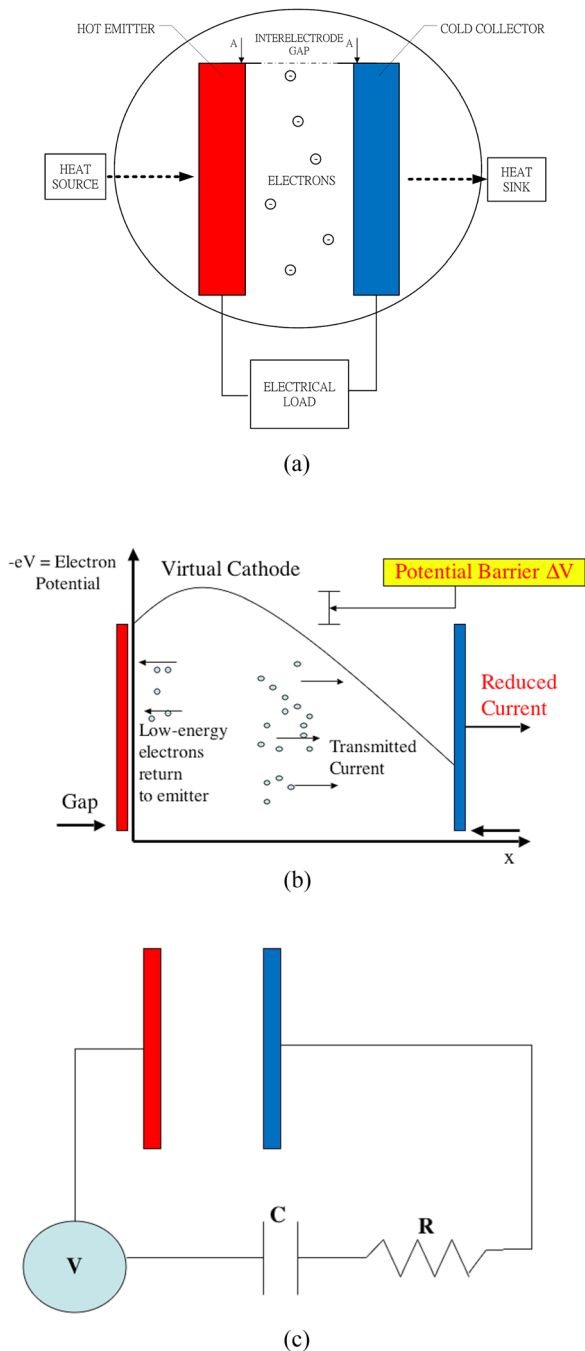 HOT EMITTER
A
INTERELECTRODE
GAP
A
COLD COLLECTOR
HEAT
SOURCE
ELECTRONS
HEAT
SINK
ELECTRICAL
LOAD
(a)
-eV = Electron
Potential
Virtual Cathode
Potential Barrier ΔV
Reduced
Current
Low-energy
electrons
return
to emitter
Transmitted
Current
Gap
x
(b)
C
R
V
(c)